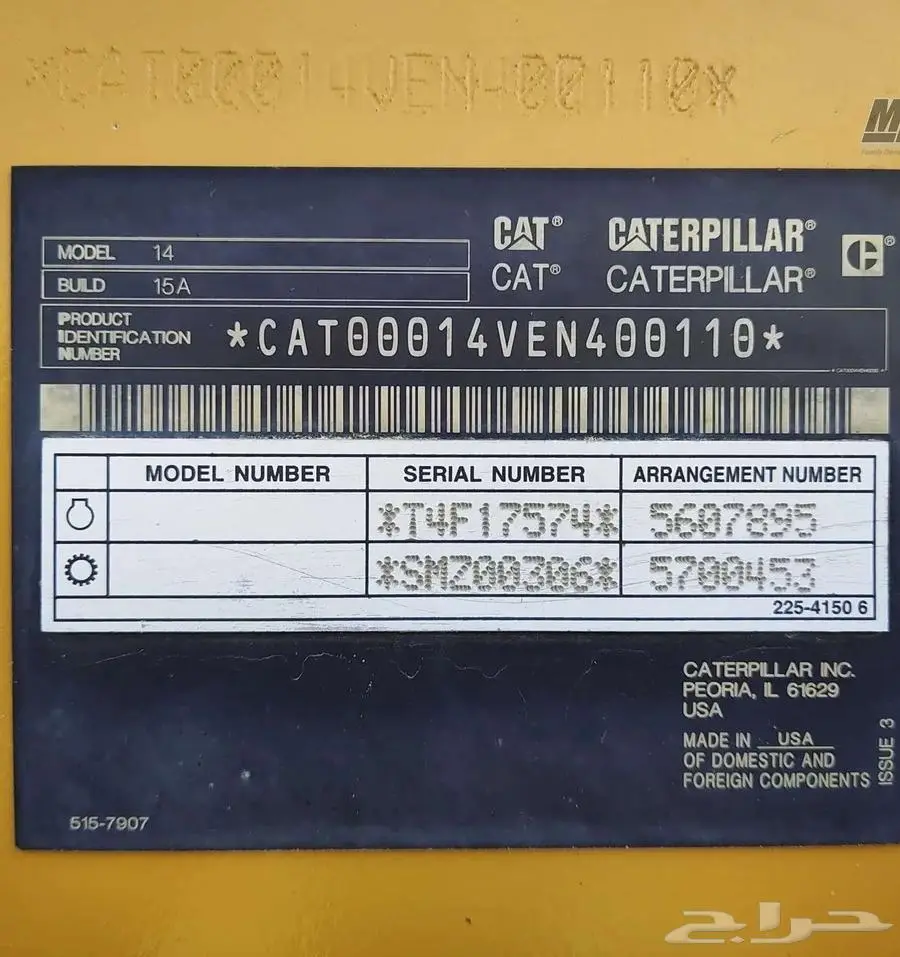 *CAT00014VEN400110*
CAT® CATERPILLAR®
CAT® CATERPILLAR®
MODEL 14
BUILD 15A
PRODUCT
IDENTIFICATION
NUMBER
*CAT00014VEN400110*
MODEL NUMBER SERIAL NUMBER ARRANGEMENT NUMBER
*T4F17574* 5607895
*SMZ00306* 5700453
225-4150 6
CATERPILLAR INC.
PEORIA, IL 61629
USA
MADE IN USA
OF DOMESTIC AND
FOREIGN COMPONENTS
ISSUE 3
515-7907
حراج